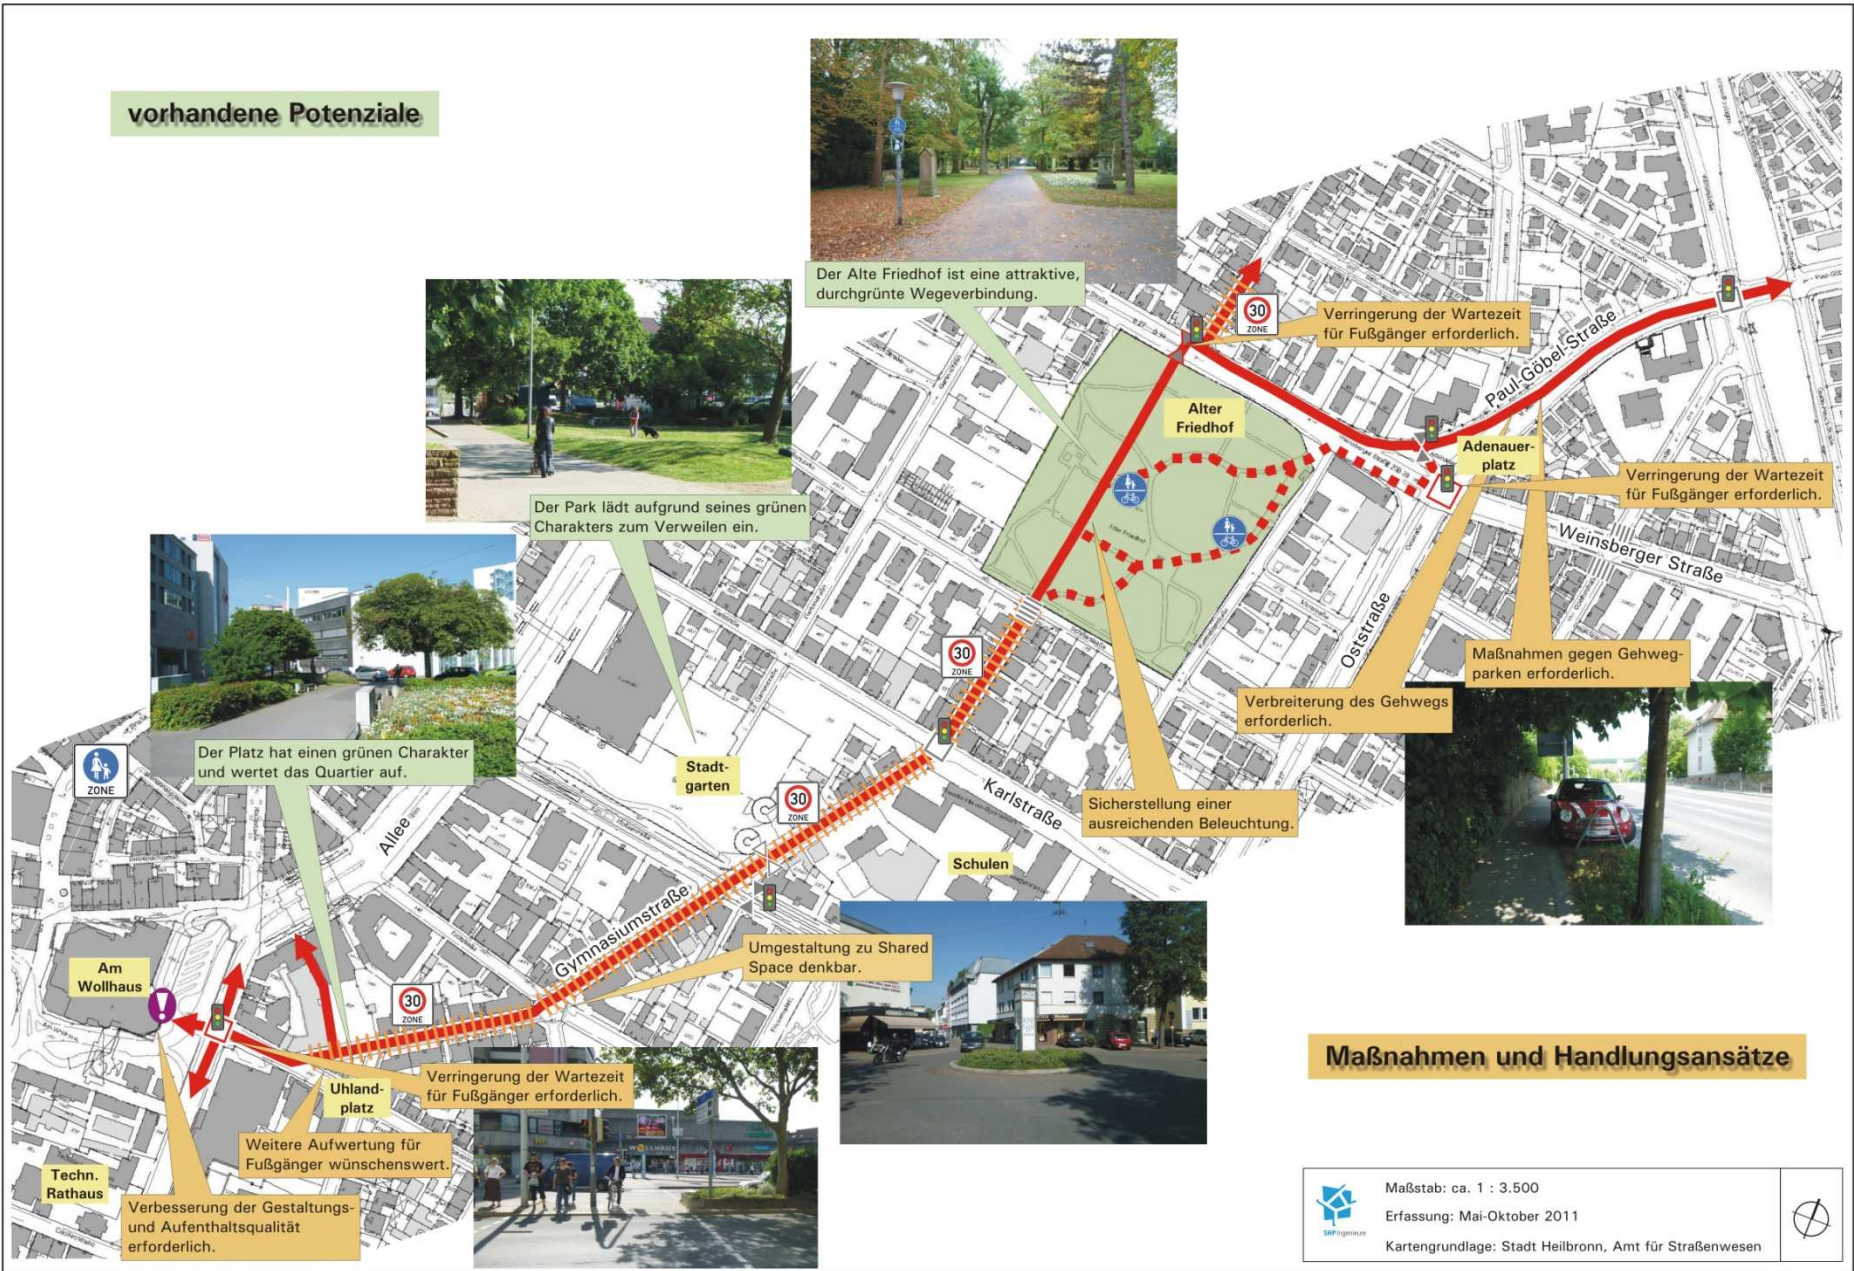 vorhandene Potenziale
Der Alte Friedhof ist eine attraktive,
durchgrünte Wegeverbindung.
30
ZONE
Verringerung der Wartezeit
für Fußgänger erforderlich.
Paul-Göbel-Straße
Alter
Friedhof
Adenauer-
platz
Verringerung der Wartezeit
für Fußgänger erforderlich.
Der Park lädt aufgrund seines grünen
Charakters zum Verweilen ein.
Weinsberger Straße
Alter Friedhof
Oststraße
30
ZONE
Maßnahmen gegen Gehweg-
parken erforderlich.
Verbreiterung des Gehwegs
erforderlich.
Der Platz hat einen grünen Charakter
und wertet das Quartier auf.
ZONE
Stadt-
garten
30
ZONE
Karlstraße
Sicherstellung einer
ausreichenden Beleuchtung.
Allee
Schulen
Gymnasiumstraße
Umgestaltung zu Shared
Space denkbar.
Am
Wollhaus
30
ZONE
Maßnahmen und Handlungsansätze
Verringerung der Wartezeit
für Fußgänger erforderlich.
Uhland-
platz
Weitere Aufwertung für
Fußgänger wünschenswert.
WOLLHAUS
Techn.
Rathaus
Verbesserung der Gestaltungs-
und Aufenthaltsqualität
erforderlich.
SHP Ingenieure
Maßstab: ca. 1 : 3.500
Erfassung: Mai-Oktober 2011
Kartengrundlage: Stadt Heilbronn, Amt für Straßenwesen